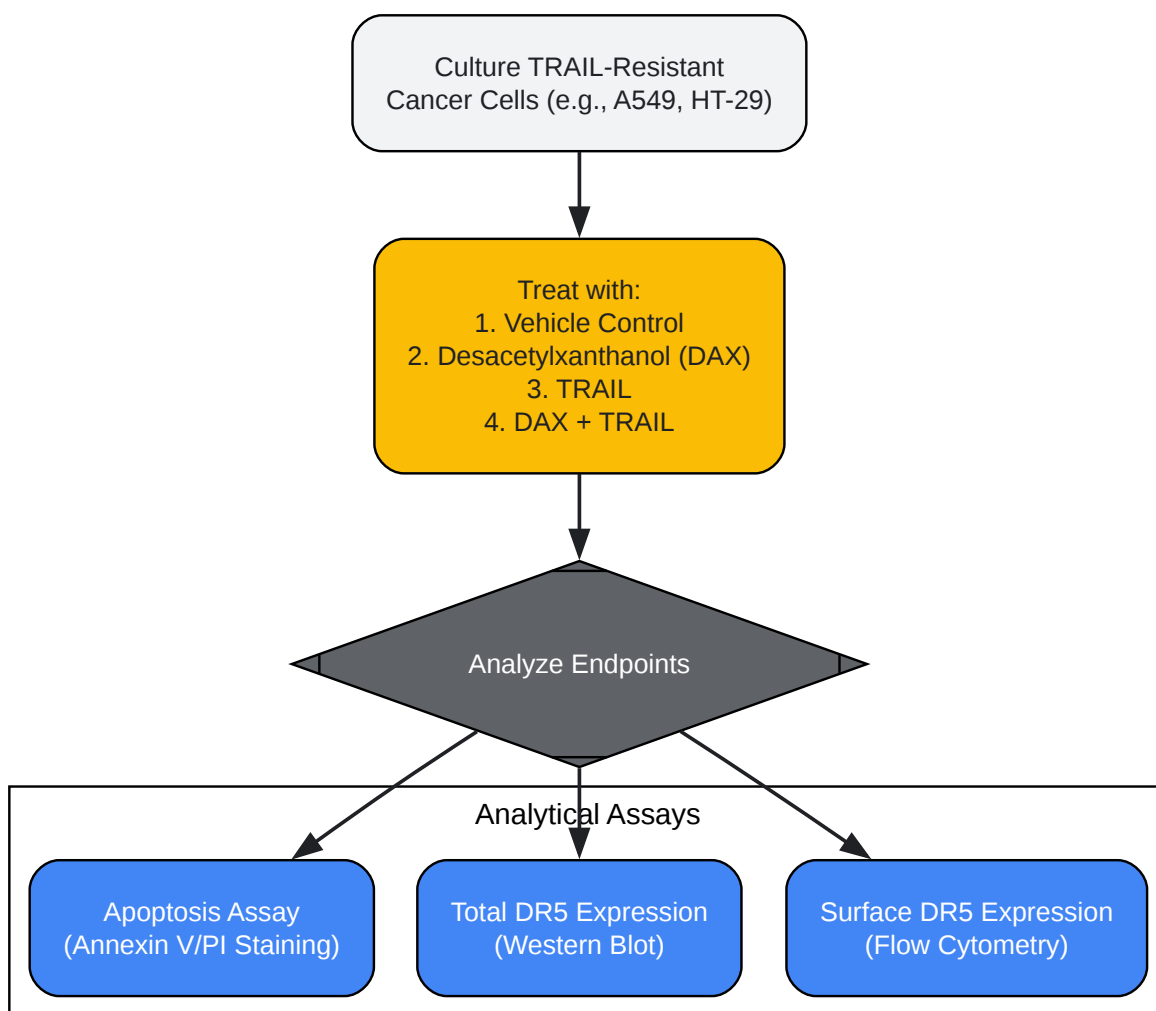 Culture TRAIL-Resistant
Cancer Cells (e.g., A549, HT-29)
Treat with:
1. Vehicle Control
2. Desacetylxanthanol (DAX)
3. TRAIL
4. DAX + TRAIL
Analyze Endpoints
Analytical Assays
Apoptosis Assay
(Annexin V/PI Staining)
Total DR5 Expression
(Western Blot)
Surface DR5 Expression
(Flow Cytometry)